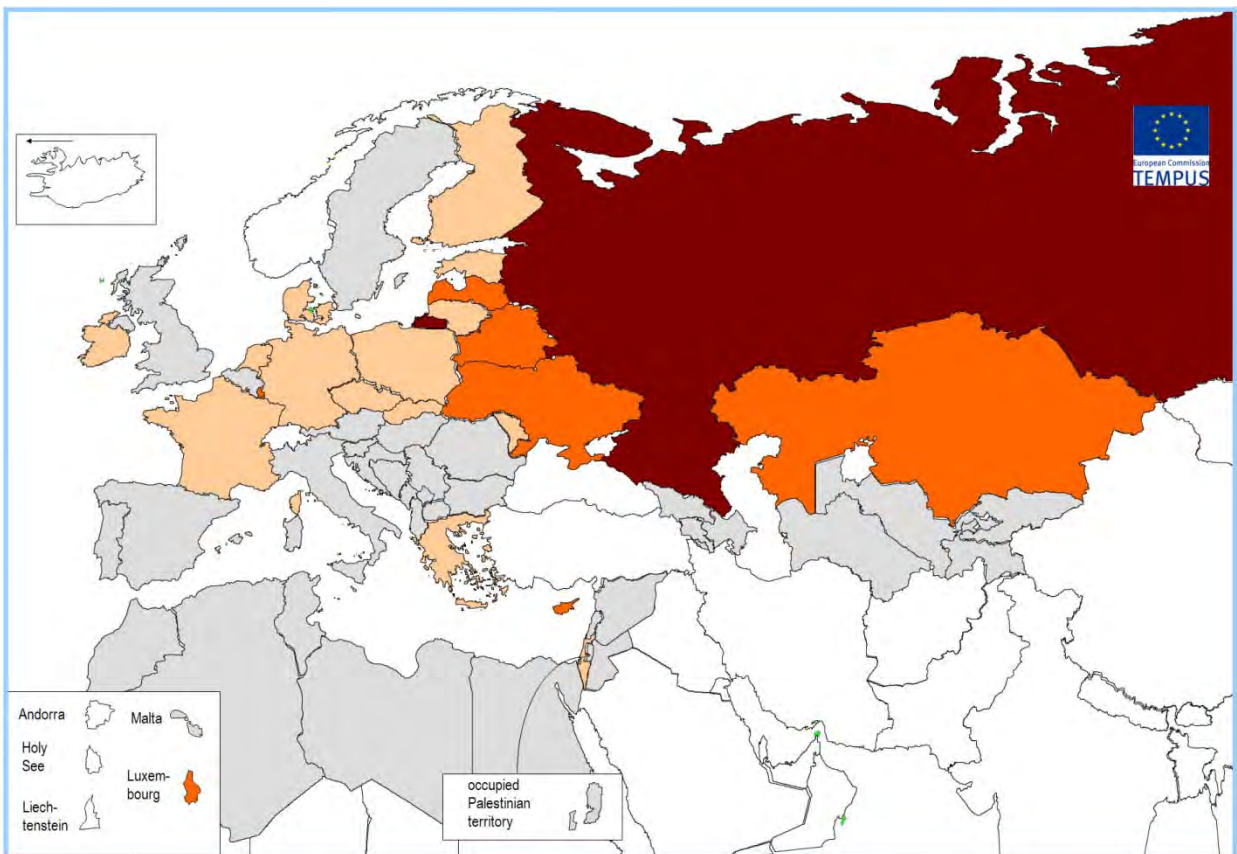 European Commission
TEMPUS
Andorra
Malta
Holy
See
Luxem-
bourg
Liech-
tenstein
occupied
Palestinian
territory